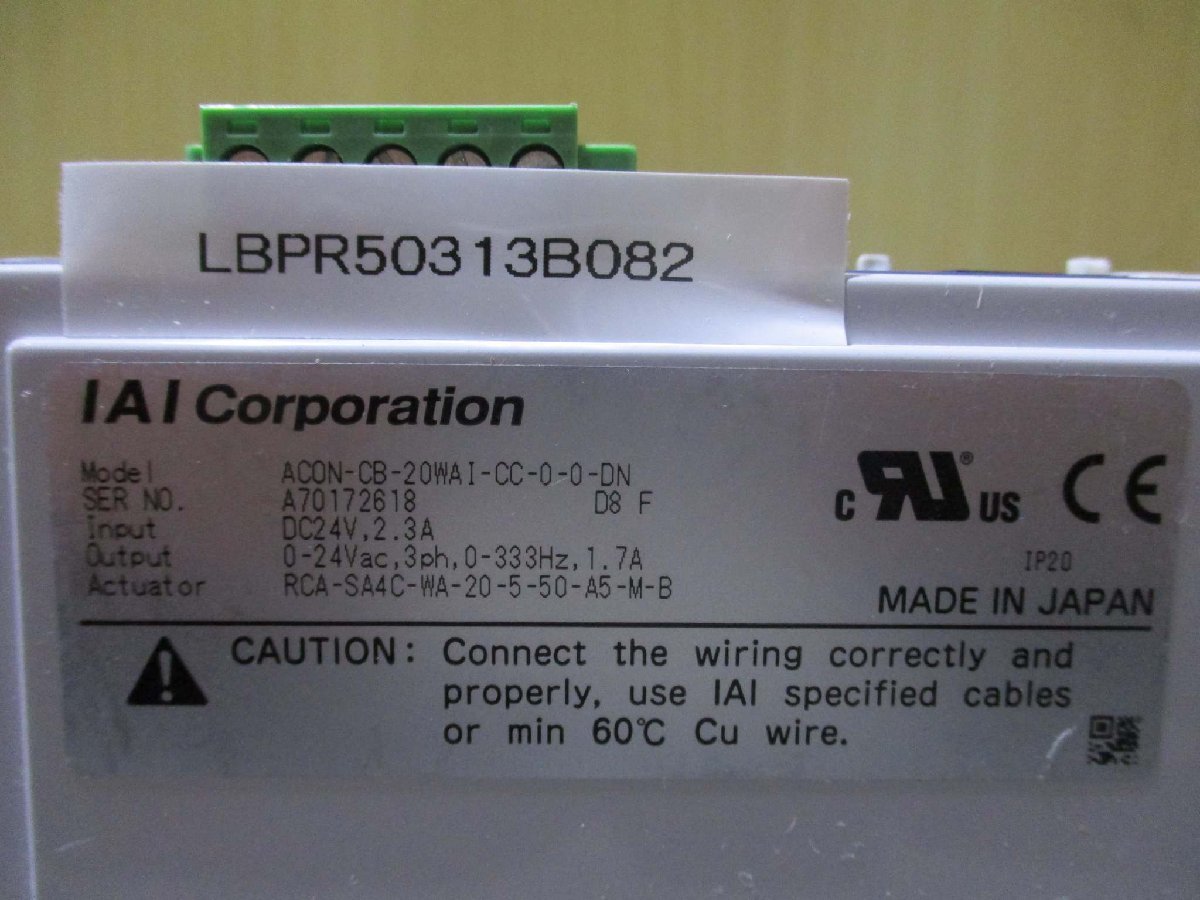 LBPR50313B082
IAI Corporation
Model ACON-CB-20WAI-CC-0-0-DN
SER NO. A70172618 D8 F
Input DC24V,2.3A
Output 0-24Vac,3ph,0-333Hz,1.7A
Actuator RCA-SA4C-WA-20-5-50-A5-M-B
c RU ® US CE
IP20
MADE IN JAPAN
CAUTION: Connect the wiring correctly and
properly, use IAI specified cables
or min 60℃ Cu wire.